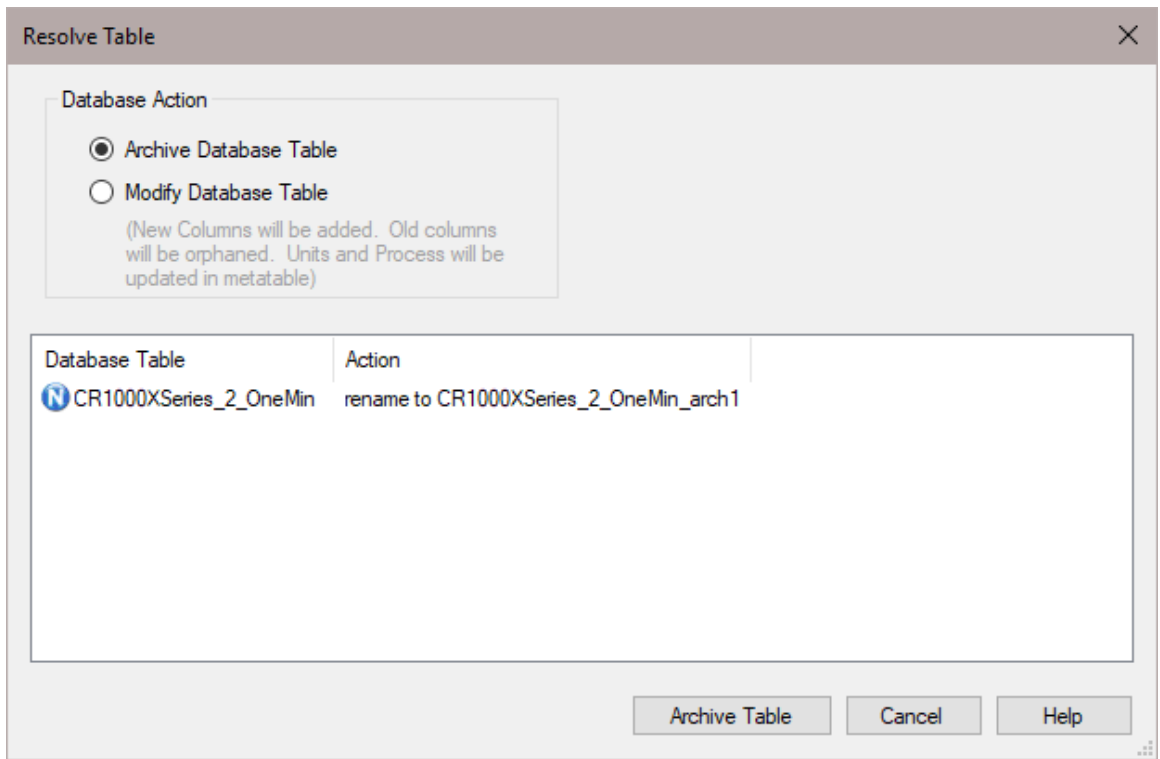 Resolve Table
Database Action
Archive Database Table
Modify Database Table
(New Columns will be added. Old columns
will be orphaned. Units and Process will be
updated in metatable)
Database Table Action
N CR1000XSeries_2_OneMin rename to CR1000XSeries_2_OneMin_arch1
Archive Table Cancel Help